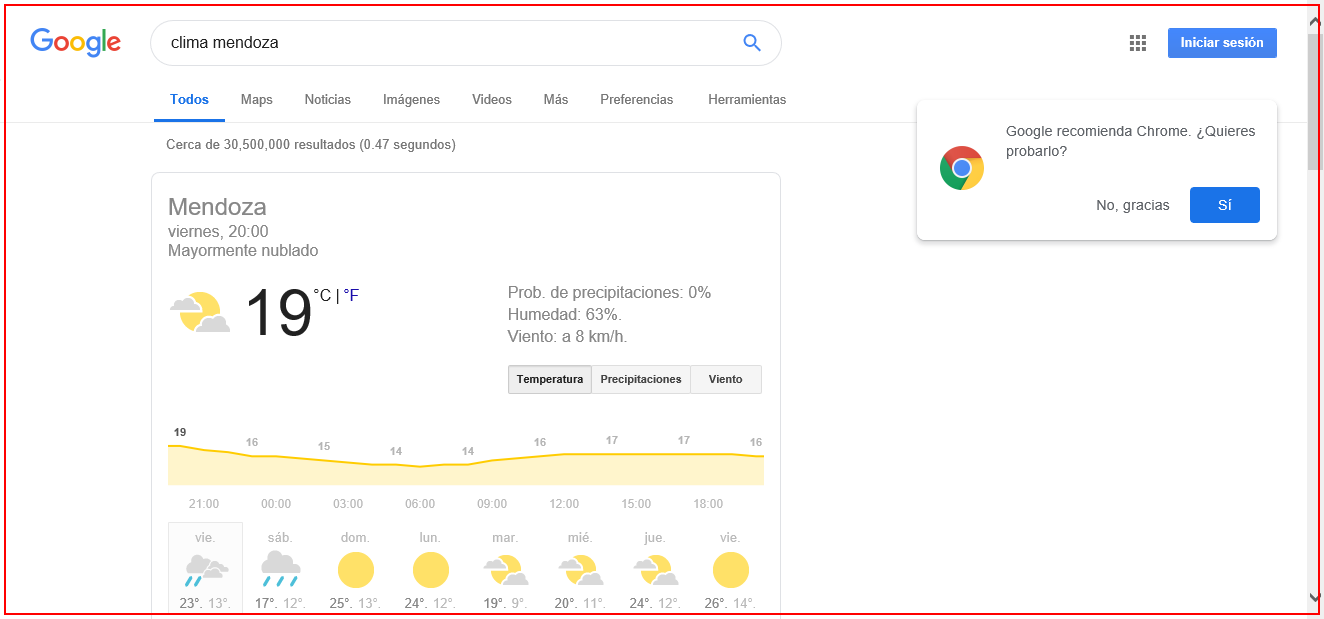 Google
clima mendoza
Iniciar sesión
Todos Maps Noticias Imágenes Videos Más Preferencias Herramientas
Cerca de 30,500,000 resultados (0.47 segundos)
Google recomienda Chrome. ¿Quieres
probarlo?
No, gracias Sí
Mendoza
viernes, 20:00
Mayormente nublado
19 °C | °F
Prob. de precipitaciones: 0%
Humedad: 63%.
Viento: a 8 km/h.
Temperatura Precipitaciones Viento
19 16 15 14 14 16 17 17 16
21:00 00:00 03:00 06:00 09:00 12:00 15:00 18:00
vie. sáb. dom. lun. mar. mié. jue. vie.
23°. 13°. 17°. 12°. 25°. 13°. 24°. 12°. 19°. 9°. 20°. 11°. 24°. 12°. 26°. 14°.